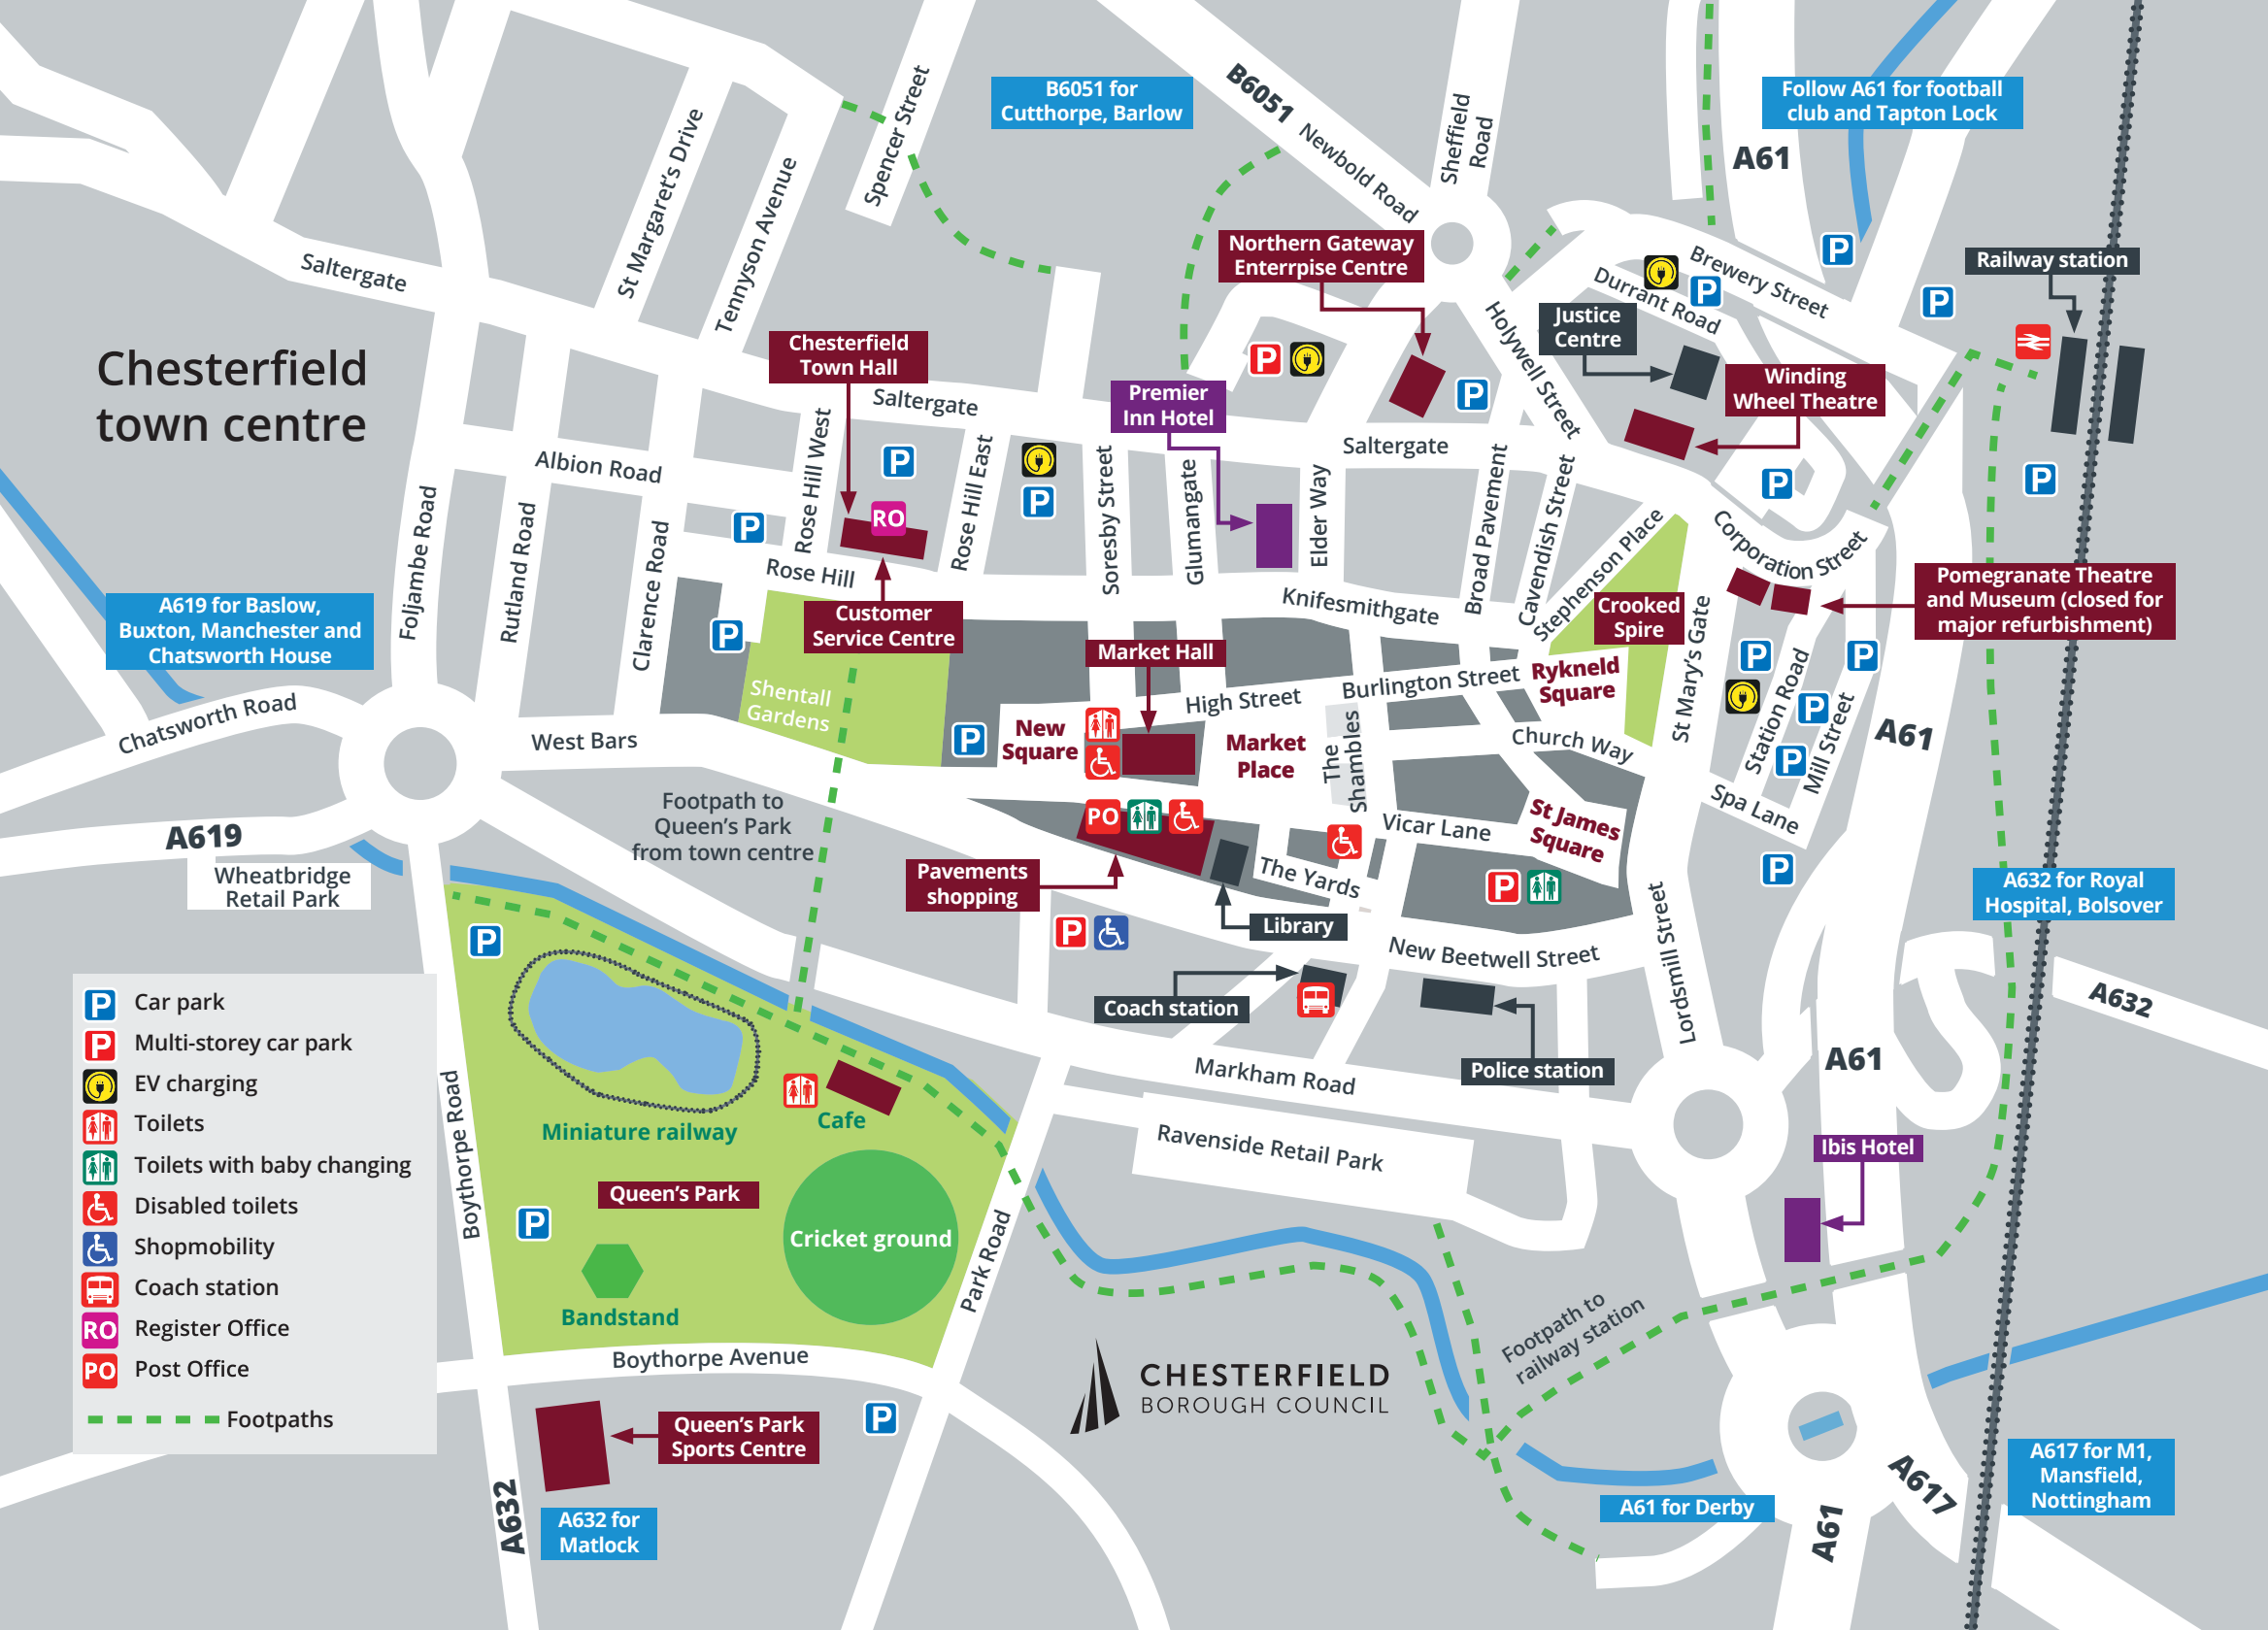 Chesterfield
town centre
B6051 for
Cutthorpe, Barlow
B6051
Newbold Road
Sheffield
Road
Follow A61 for football
club and Tapton Lock
A61
Spencer Street
St Margaret's Drive
Tennyson Avenue
Saltergate
Northern Gateway
Enterrpise Centre
Brewery Street
Durrant Road
P
P
P
Railway station
Justice
Centre
Holywell Street
Chesterfield
Town Hall
Saltergate
P
P
Premier
Inn Hotel
Winding
Wheel Theatre
Saltergate
Albion Road
P
P
P
P
P
RO
Rose Hill West
Rose Hill East
Soresby Street
Glumangate
Elder Way
Broad Pavement
Cavendish Street
Stephenson Place
Corporation Street
Foljambe Road
Rutland Road
Clarence Road
Rose Hill
Knifesmithgate
Pomegranate Theatre
and Museum (closed for
major refurbishment)
A619 for Baslow,
Buxton, Manchester and
Chatsworth House
Customer
Service Centre
P
Crooked
Spire
St Mary's Gate
Market Hall
P
P
P
P
Station Road
Mill Street
Shentall
Gardens
High Street
Burlington Street
Rykneld
Square
Chatsworth Road
West Bars
P
New
Square
Market
Place
The
Shambles
Church Way
A61
Spa Lane
Footpath to
Queen's Park
from town centre
PO
Vicar Lane
St James
Square
A619
Wheatbridge
Retail Park
Pavements
shopping
The Yards
P
P
A632 for Royal
Hospital, Bolsover
Library
P
P
New Beetwell Street
Lordsmill Street
Coach station
A632
Police station
A61
Markham Road
Ravenside Retail Park
Ibis Hotel
P
Car park
P
Multi-storey car park
EV charging
Toilets
Toilets with baby changing
Disabled toilets
Shopmobility
Coach station
RO
Register Office
PO
Post Office
Footpaths
Miniature railway
Cafe
Queen's Park
Cricket ground
P
Bandstand
Boythorpe Road
Park Road
Boythorpe Avenue
Footpath to
railway station
CHESTERFIELD
BOROUGH COUNCIL
Queen's Park
Sports Centre
P
A632
A632 for
Matlock
A61 for Derby
A61
A617
A617 for M1,
Mansfield,
Nottingham